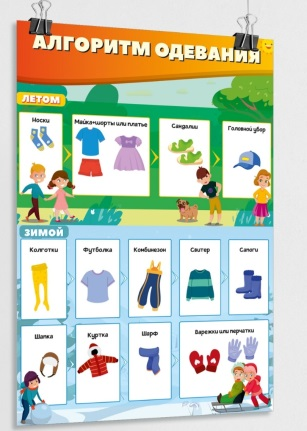 АЛГОРИТМ ОДЕВАНИЯ
ЛЕТОМ
Носки
Майка+шорты или платье
Сандалии
Головной убор
ЗИМОЙ
Колготки
Футболка
Комбинезон
Свитер
Сапоги
Шапка
Куртка
Шарф
Варежки или перчатки